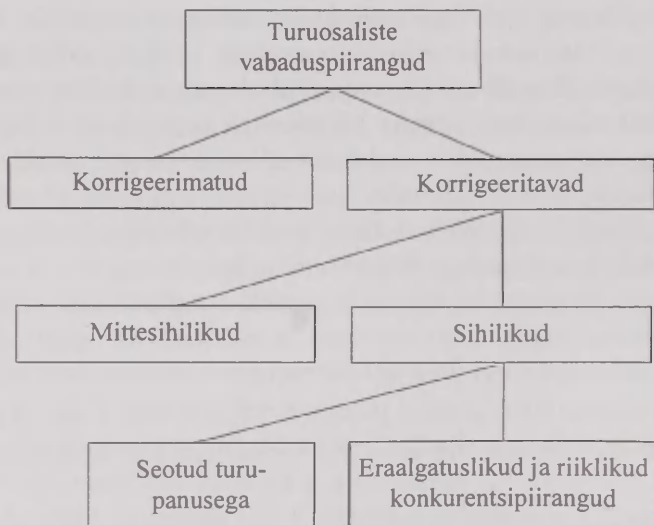 Turuosaliste
vabaduspiirangud
Korrigeerimatud
Korrigeeritavad
Mittesihilikud
Sihilikud
Seotud turu-
panusega
Eraalgatuslikud ja riiklikud
konkurentsipiirangud